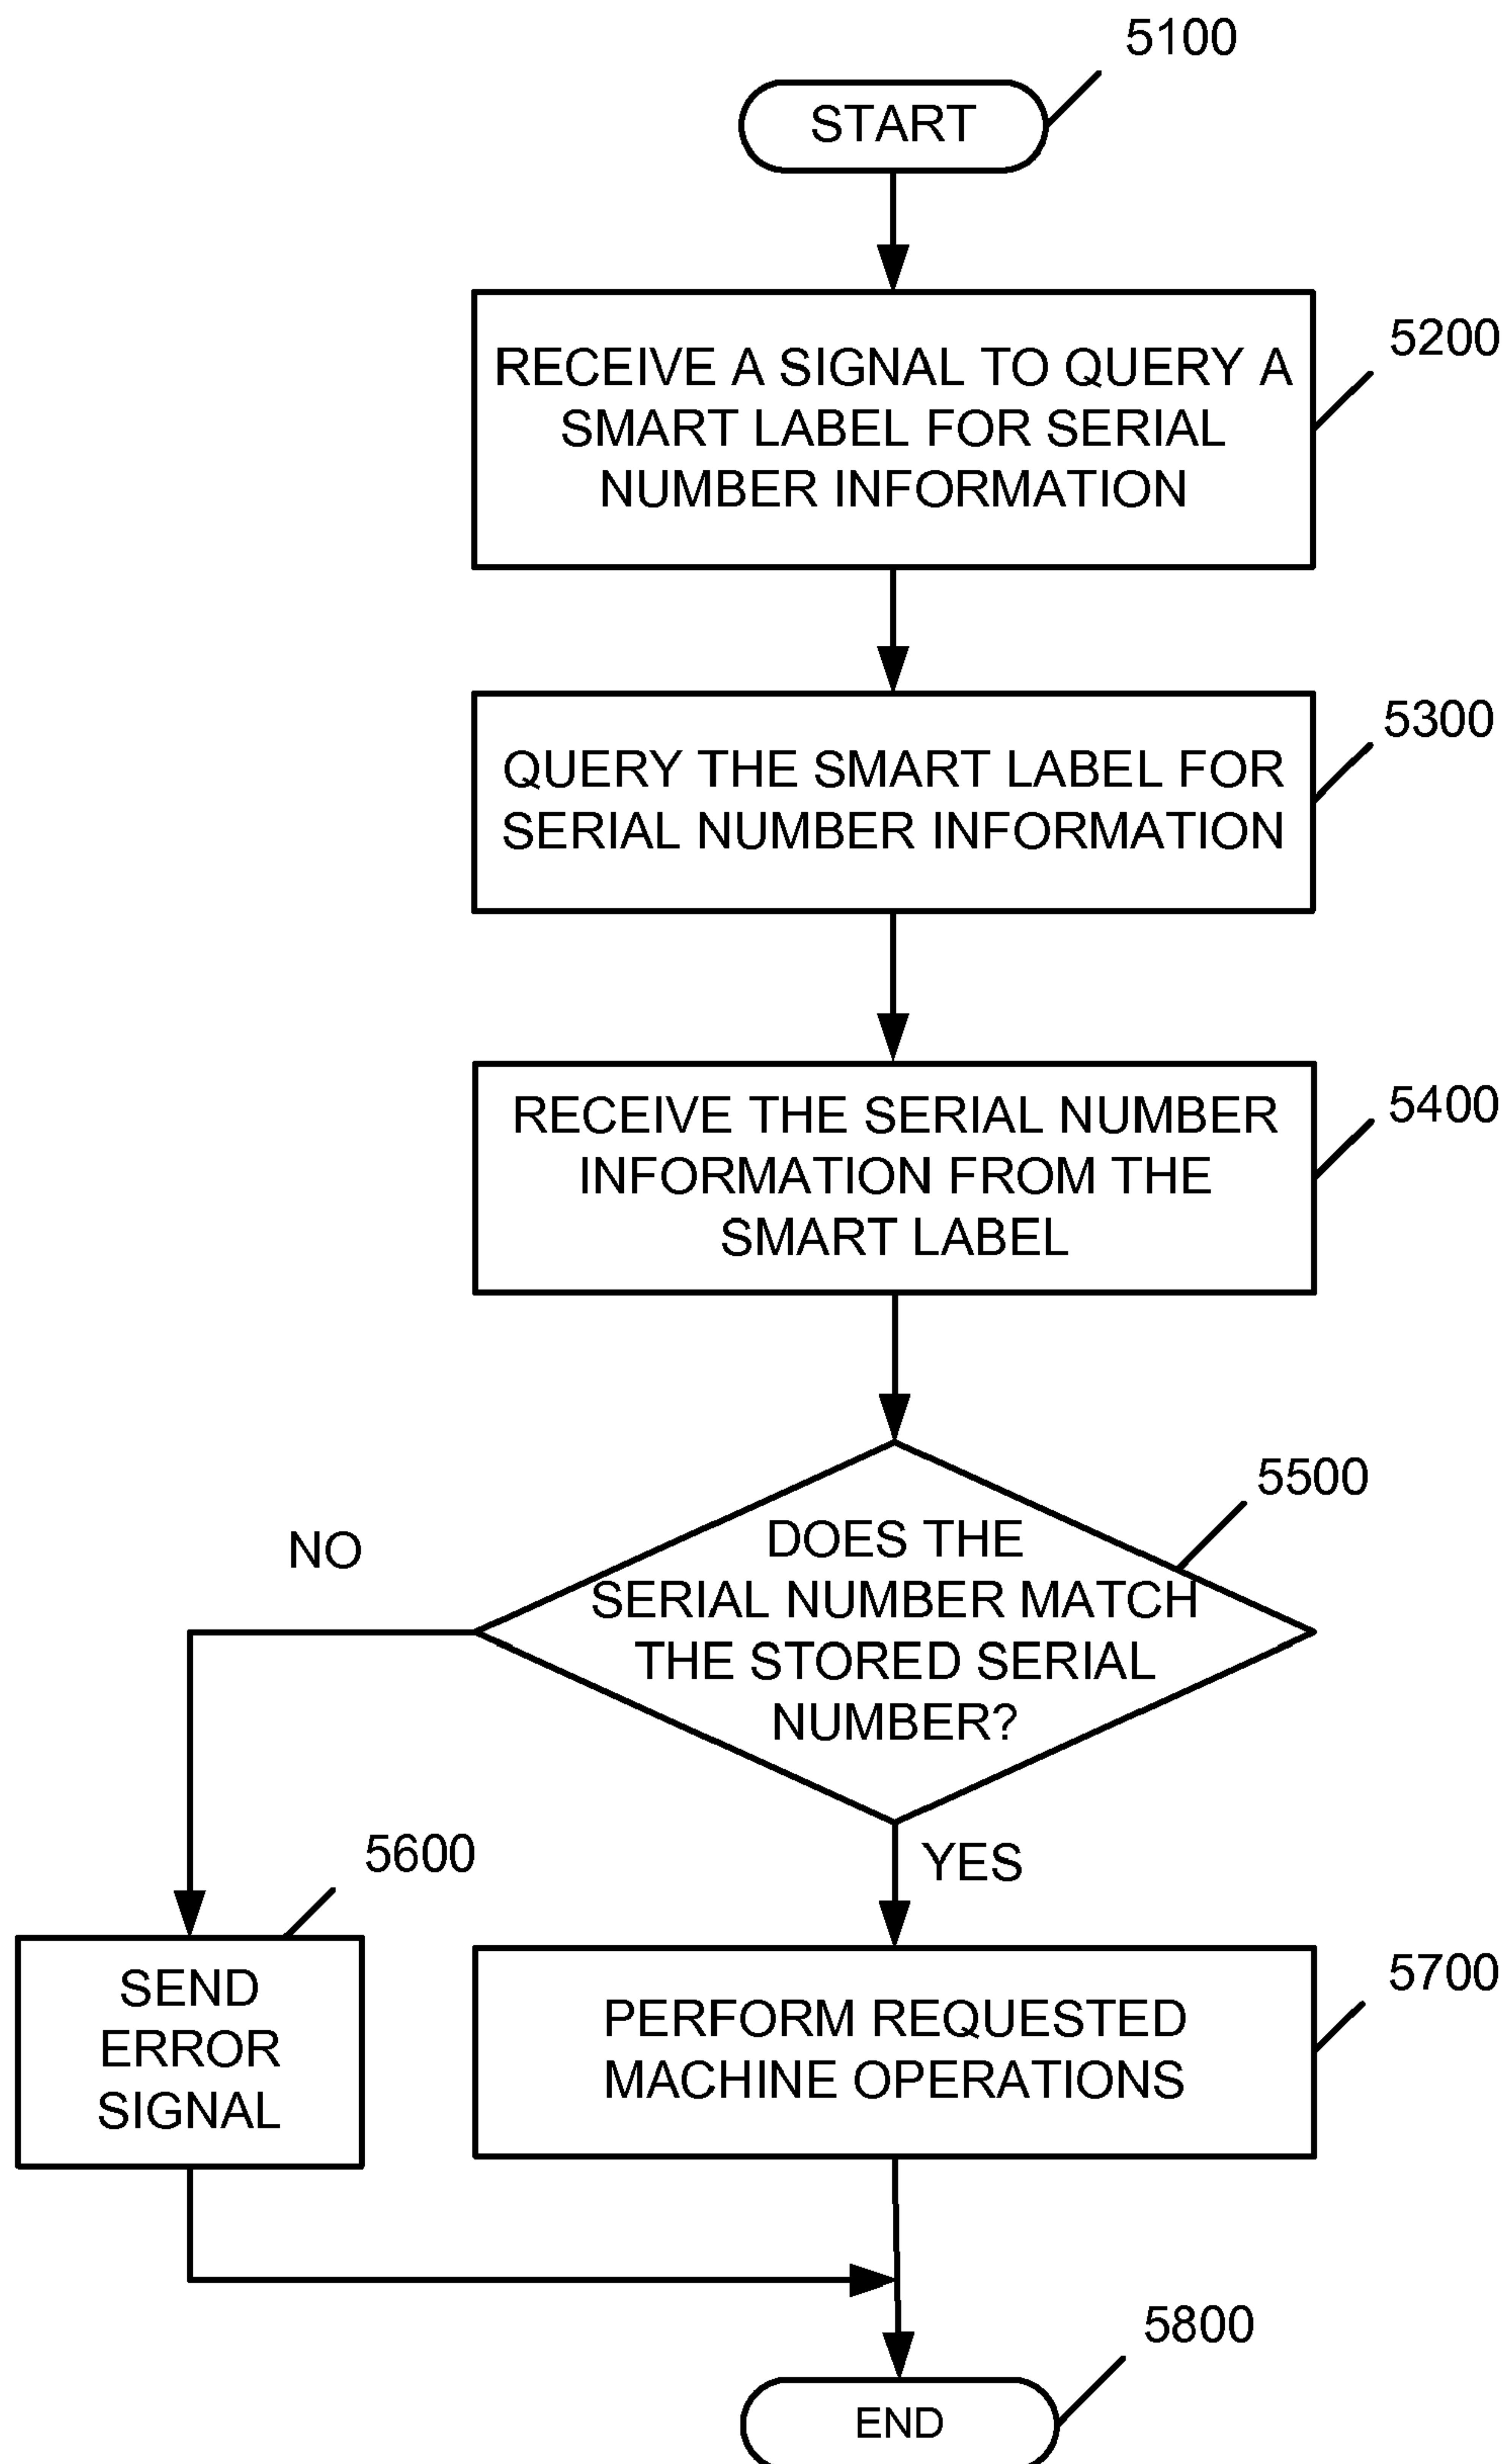 5100
START
5200
RECEIVE A SIGNAL TO QUERY A
SMART LABEL FOR SERIAL
NUMBER INFORMATION
5300
QUERY THE SMART LABEL FOR
SERIAL NUMBER INFORMATION
5400
RECEIVE THE SERIAL NUMBER
INFORMATION FROM THE
SMART LABEL
5500
DOES THE
SERIAL NUMBER MATCH
THE STORED SERIAL
NUMBER?
NO
YES
5600
SEND
ERROR
SIGNAL
5700
PERFORM REQUESTED
MACHINE OPERATIONS
5800
END